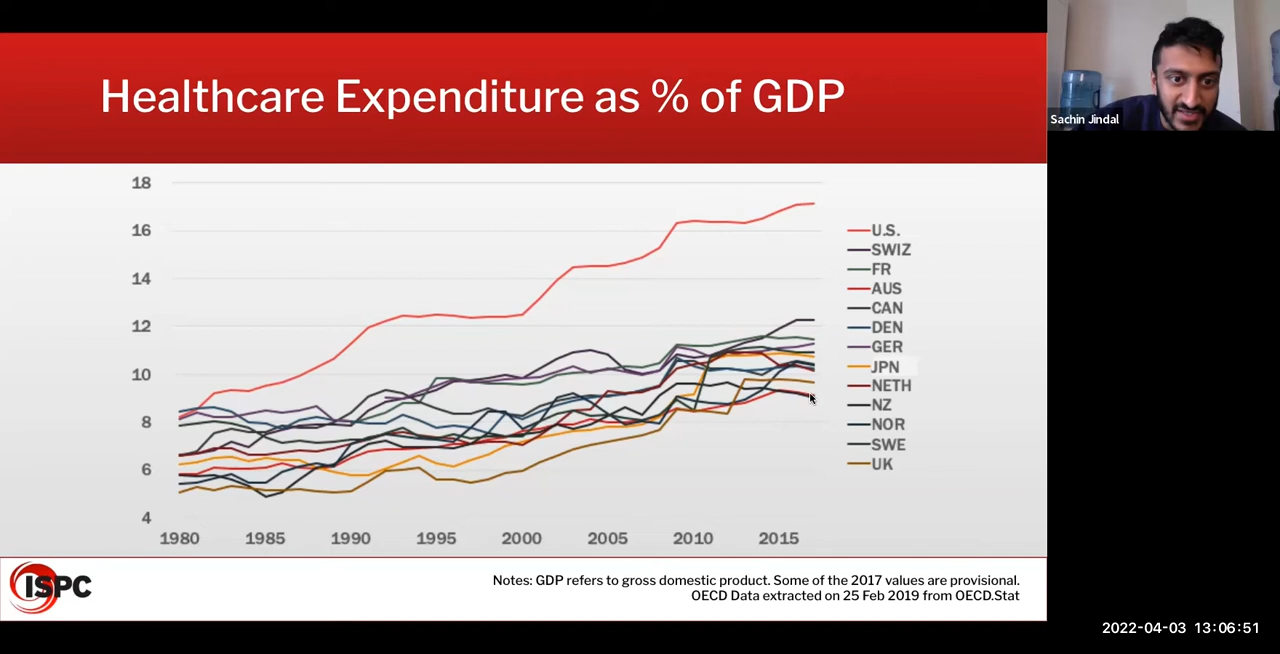 Healthcare Expenditure as % of GDP
Sachin Jindal
18
16
14
12
10
8
6
4
1980 1985 1990 1995 2000 2005 2010 2015
U.S.
SWIZ
FR
AUS
CAN
DEN
GER
JPN
NETH
NZ
NOR
SWE
UK
ISPC
Notes: GDP refers to gross domestic product. Some of the 2017 values are provisional.
OECD Data extracted on 25 Feb 2019 from OECD.Stat
2022-04-03 13:06:51